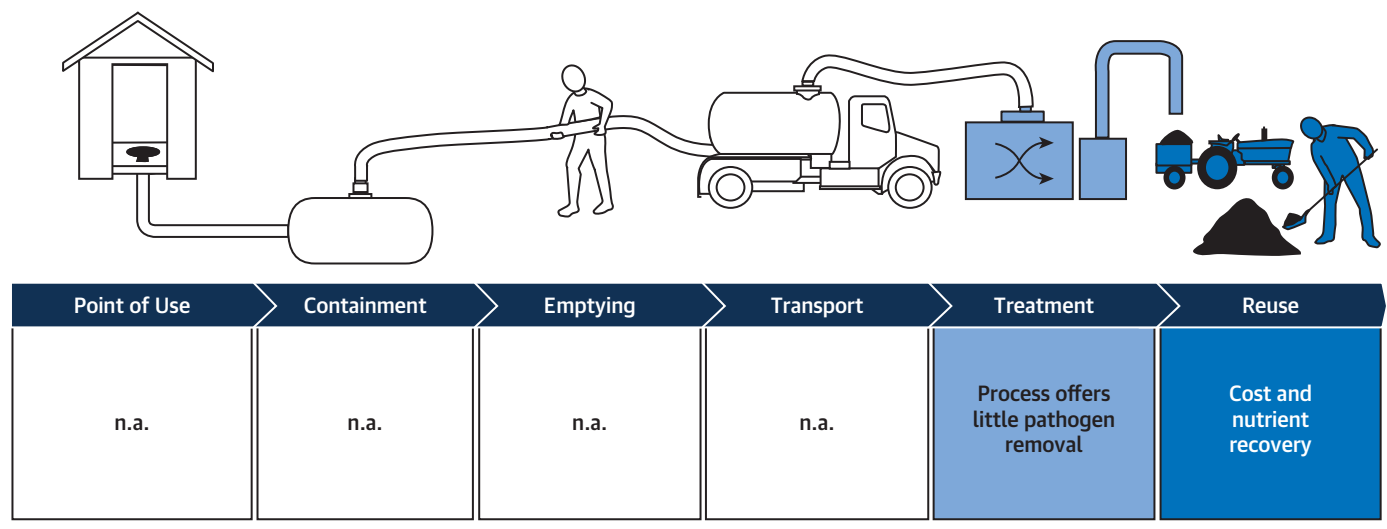 Point of Use
Containment
Emptying
Transport
Treatment
Reuse
n.a.
n.a.
n.a.
n.a.
Process offers
little pathogen
removal
Cost and
nutrient
recovery